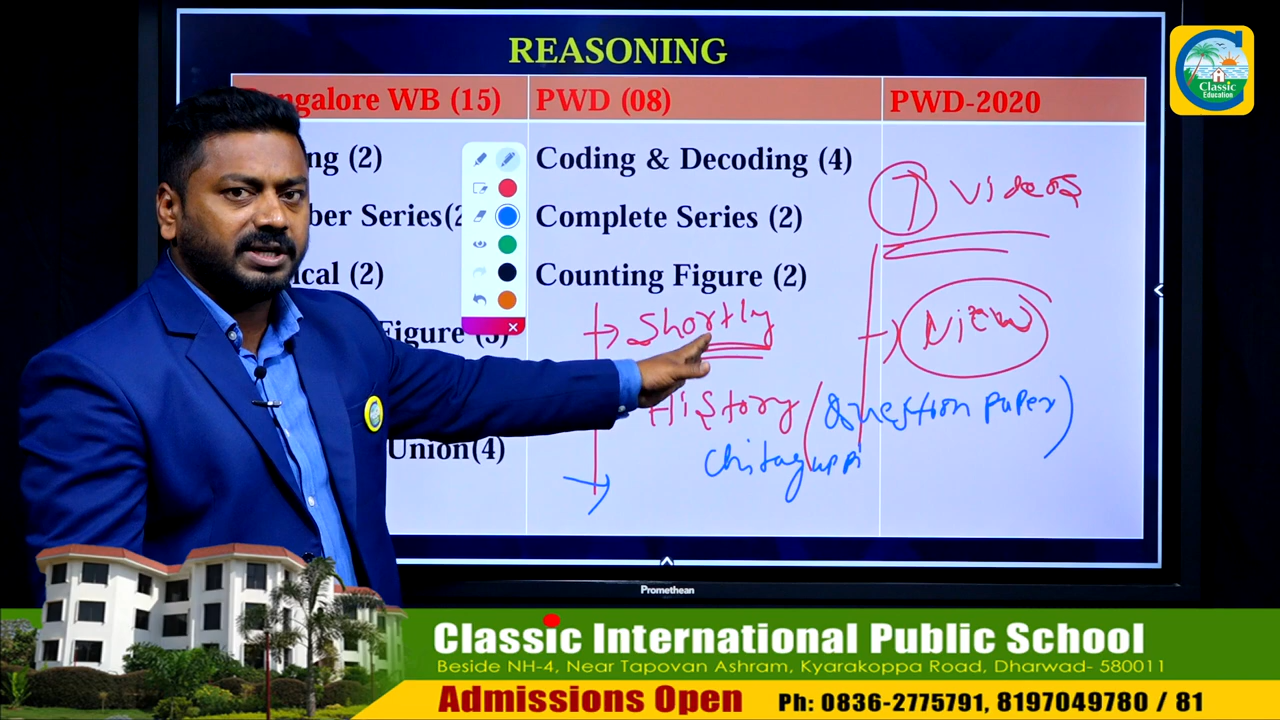 REASONING
Bangalore WB (15) PWD (08) PWD-2020
ng (2) Coding & Decoding (4)
ber Series(2 Complete Series (2)
ical (2) Counting Figure (2)
Figure (3)
Union(4)
7 Videos
→ Shortly
→ View
History (Question paper)
Chitaguppi
Classic
Education
Promethean
Classic International Public School
Beside NH-4, Near Tapovan Ashram, Kyarakoppa Road, Dharwad- 580011
Admissions Open Ph: 0836-2775791, 8197049780 / 81